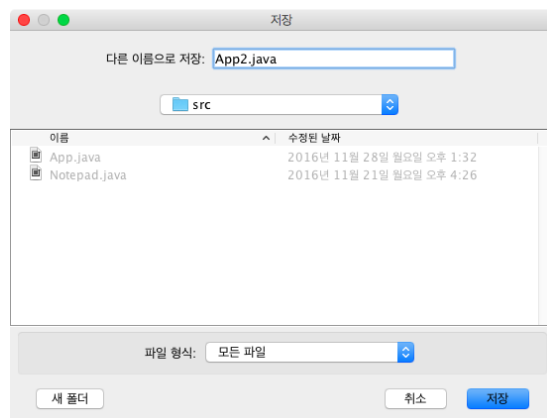 저장
다른 이름으로 저장: App2.java
src
이름 수정된 날짜
App.java 2016년 11월 28일 월요일 오후 1:32
Notepad.java 2016년 11월 21일 월요일 오후 4:26
파일 형식: 모든 파일
새 폴더 취소 저장